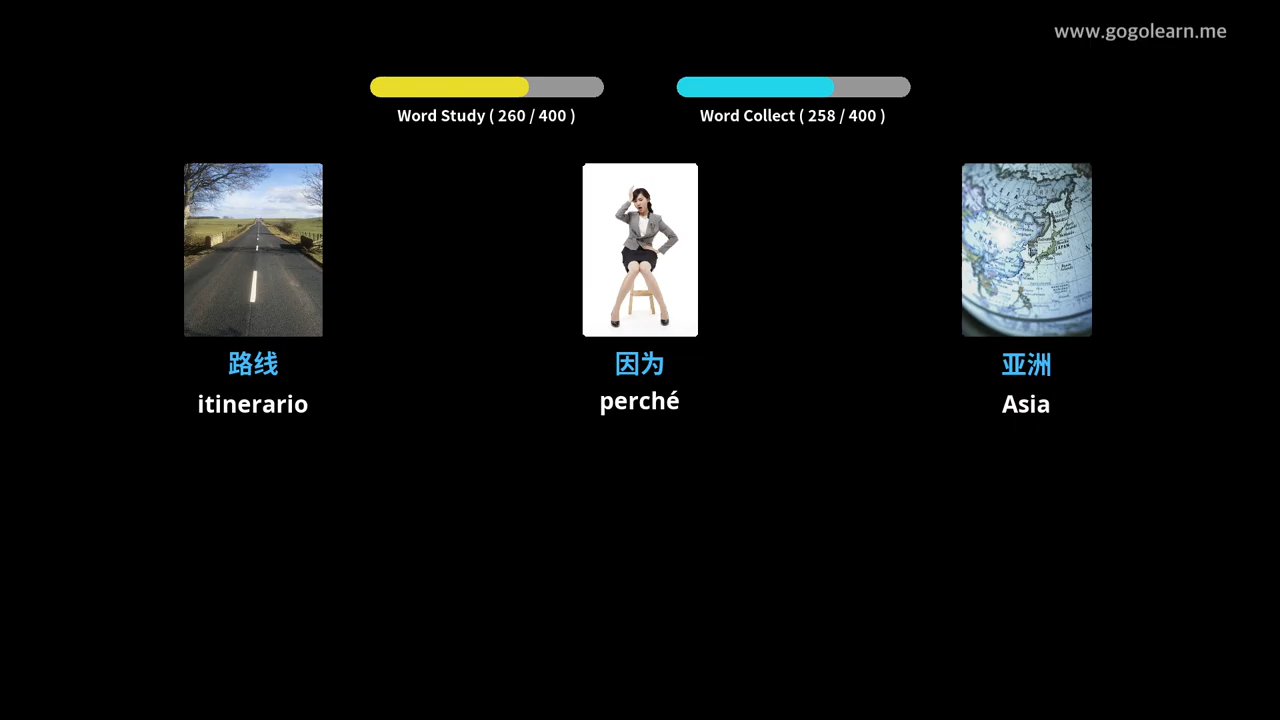 www.gogolearn.me
Word Study ( 260 / 400 )
Word Collect ( 258 / 400 )
路线
因为
亚洲
itinerario
perché
Asia
JAPAN